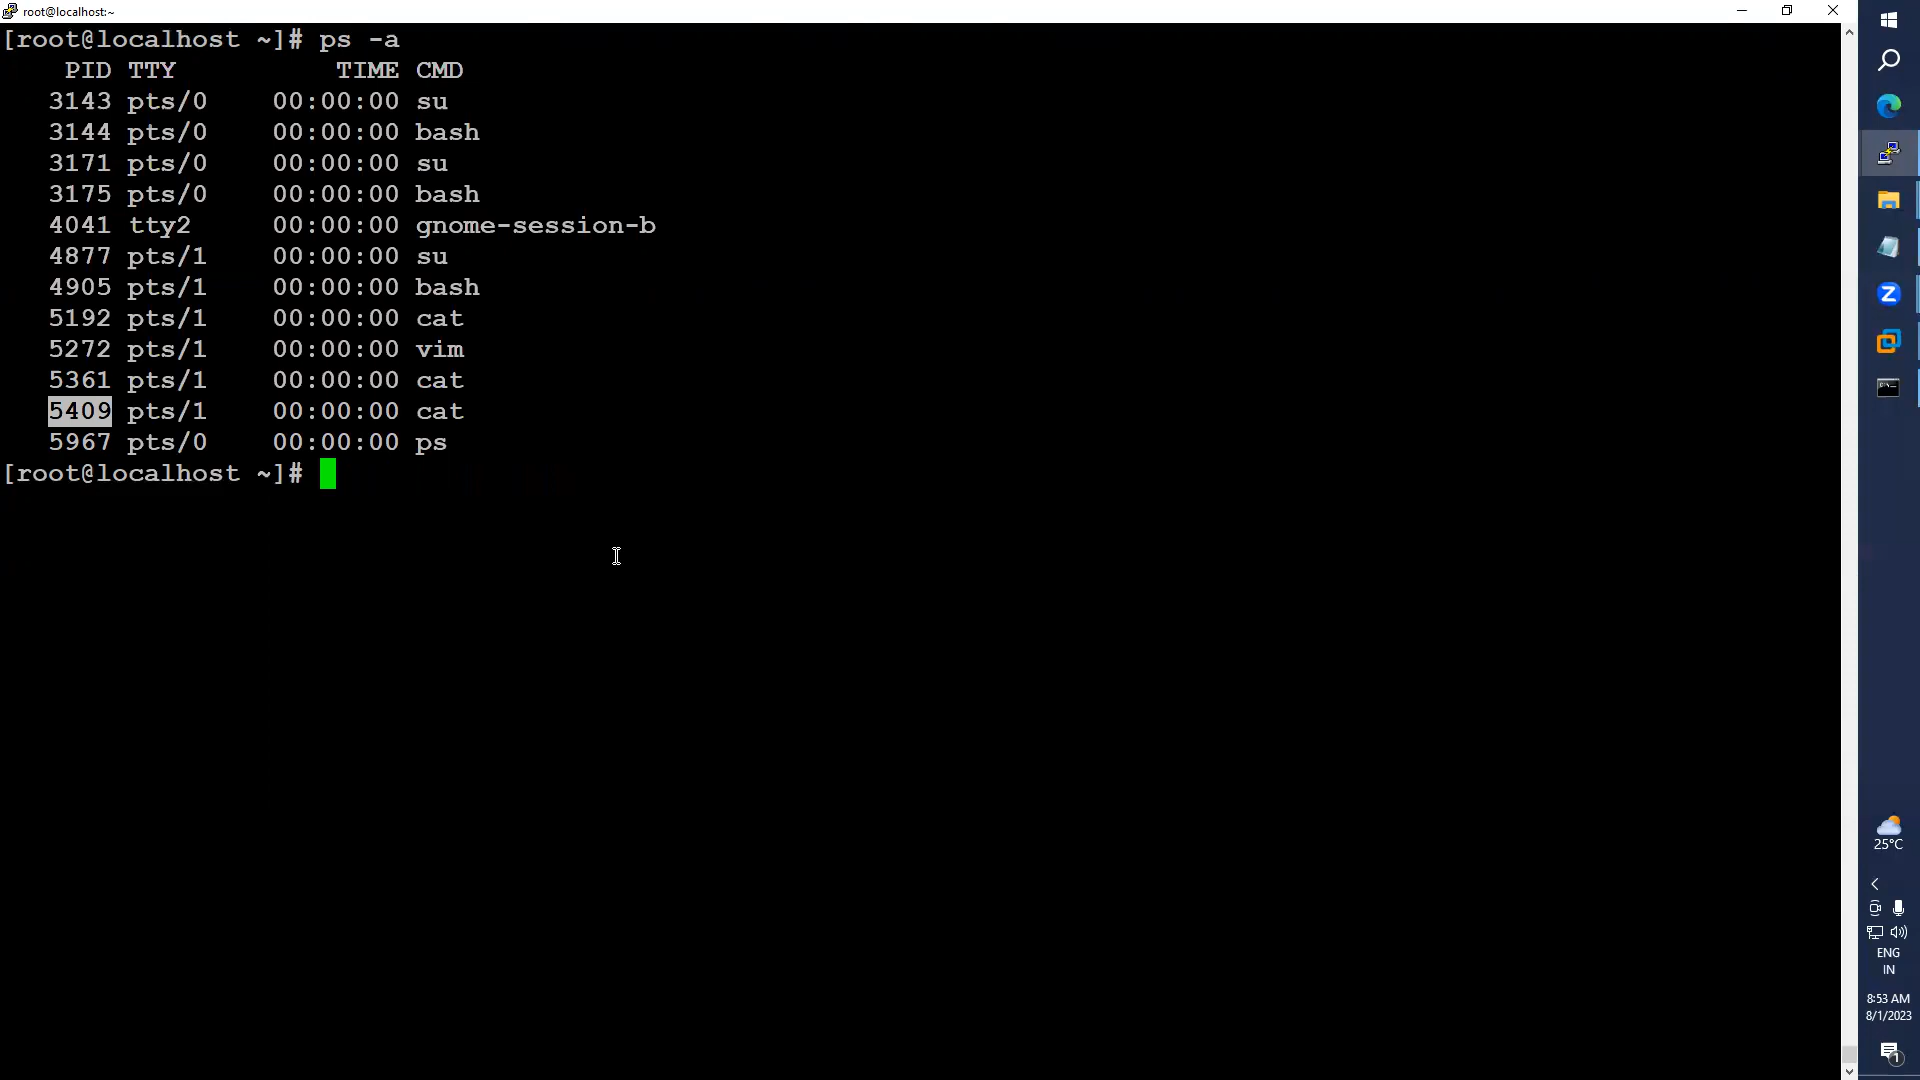 root@localhost:~
[root@localhost ~]# ps -a
    PID TTY          TIME CMD
   3143 pts/0    00:00:00 su
   3144 pts/0    00:00:00 bash
   3171 pts/0    00:00:00 su
   3175 pts/0    00:00:00 bash
   4041 tty2     00:00:00 gnome-session-b
   4877 pts/1    00:00:00 su
   4905 pts/1    00:00:00 bash
   5192 pts/1    00:00:00 cat
   5272 pts/1    00:00:00 vim
   5361 pts/1    00:00:00 cat
   5409 pts/1    00:00:00 cat
   5967 pts/0    00:00:00 ps
[root@localhost ~]#
25°C
ENG
IN
8:53 AM
8/1/2023
1